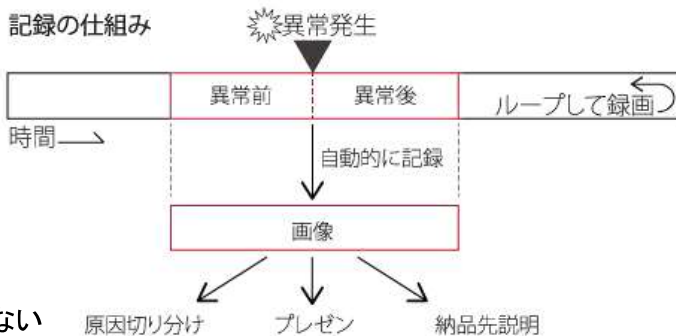 記録の仕組み
異常発生
異常前
異常後
ループして録画
時間
自動的に記録
画像
ない
原因切り分け
プレゼン
納品先説明